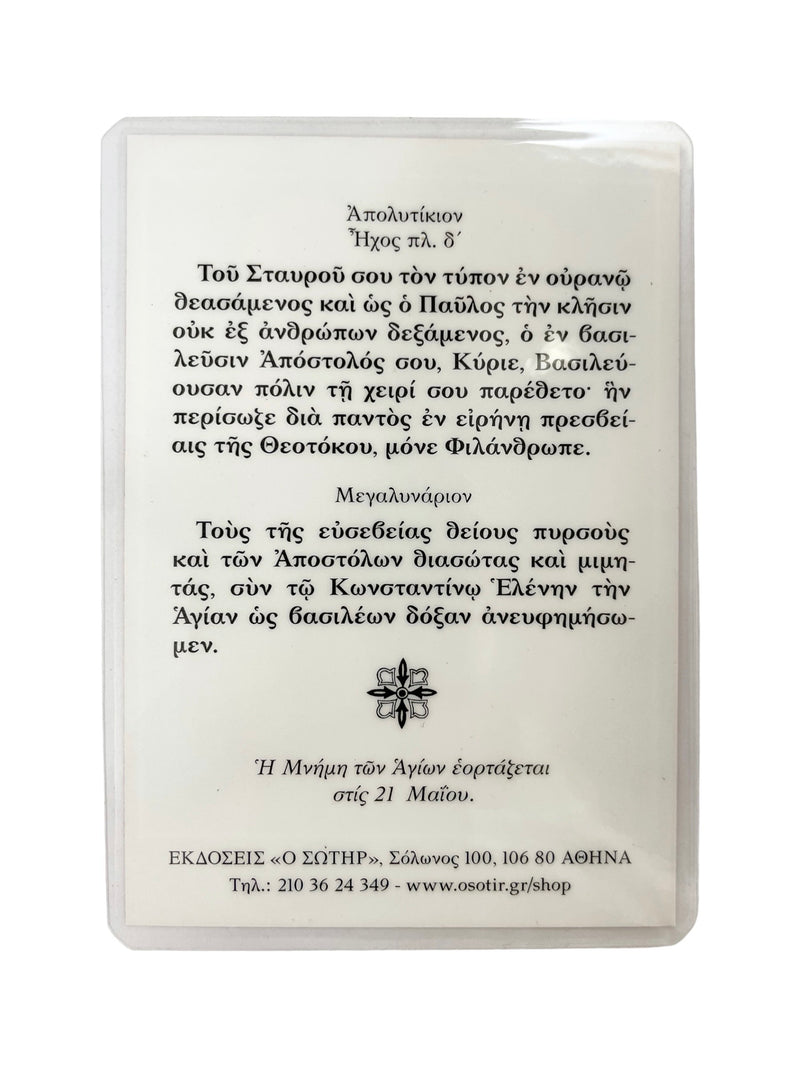 Ἀπολυτίκιον
Ἦχος πλ. δ´
Τοῦ Σταυροῦ σου τὸν τύπον ἐν οὐρανῷ
θεασάμενος καὶ ὡς ὁ Παῦλος τὴν κλῆσιν
οὐκ ἐξ ἀνθρώπων δεξάμενος, ὁ ἐν βασι-
λεῦσιν Ἀπόστολός σου, Κύριε, Βασιλεύ-
ουσαν πόλιν τῇ χειρί σου παρέθετο· ἣν
περίσωζε διὰ παντὸς ἐν εἰρήνῃ πρεσβεί-
αις τῆς Θεοτόκου, μόνε Φιλάνθρωπε.
Μεγαλυνάριον
Τοὺς τῆς εὐσεβείας θείους πυρσοὺς
καὶ τῶν Ἀποστόλων θιασώτας καὶ μιμη-
τάς, σὺν τῷ Κωνσταντίνῳ Ἑλένην τὴν
Ἁγίαν ὡς βασιλέων δόξαν ἀνευφημήσω-
μεν.
Ἡ Μνήμη τῶν Ἁγίων ἑορτάζεται
στίς 21 Μαΐου.
ΕΚΔΟΣΕΙΣ «Ο ΣΩΤΗΡ», Σόλωνος 100, 106 80 ΑΘΗΝΑ
Τηλ.: 210 36 24 349 - www.osotir.gr/shop